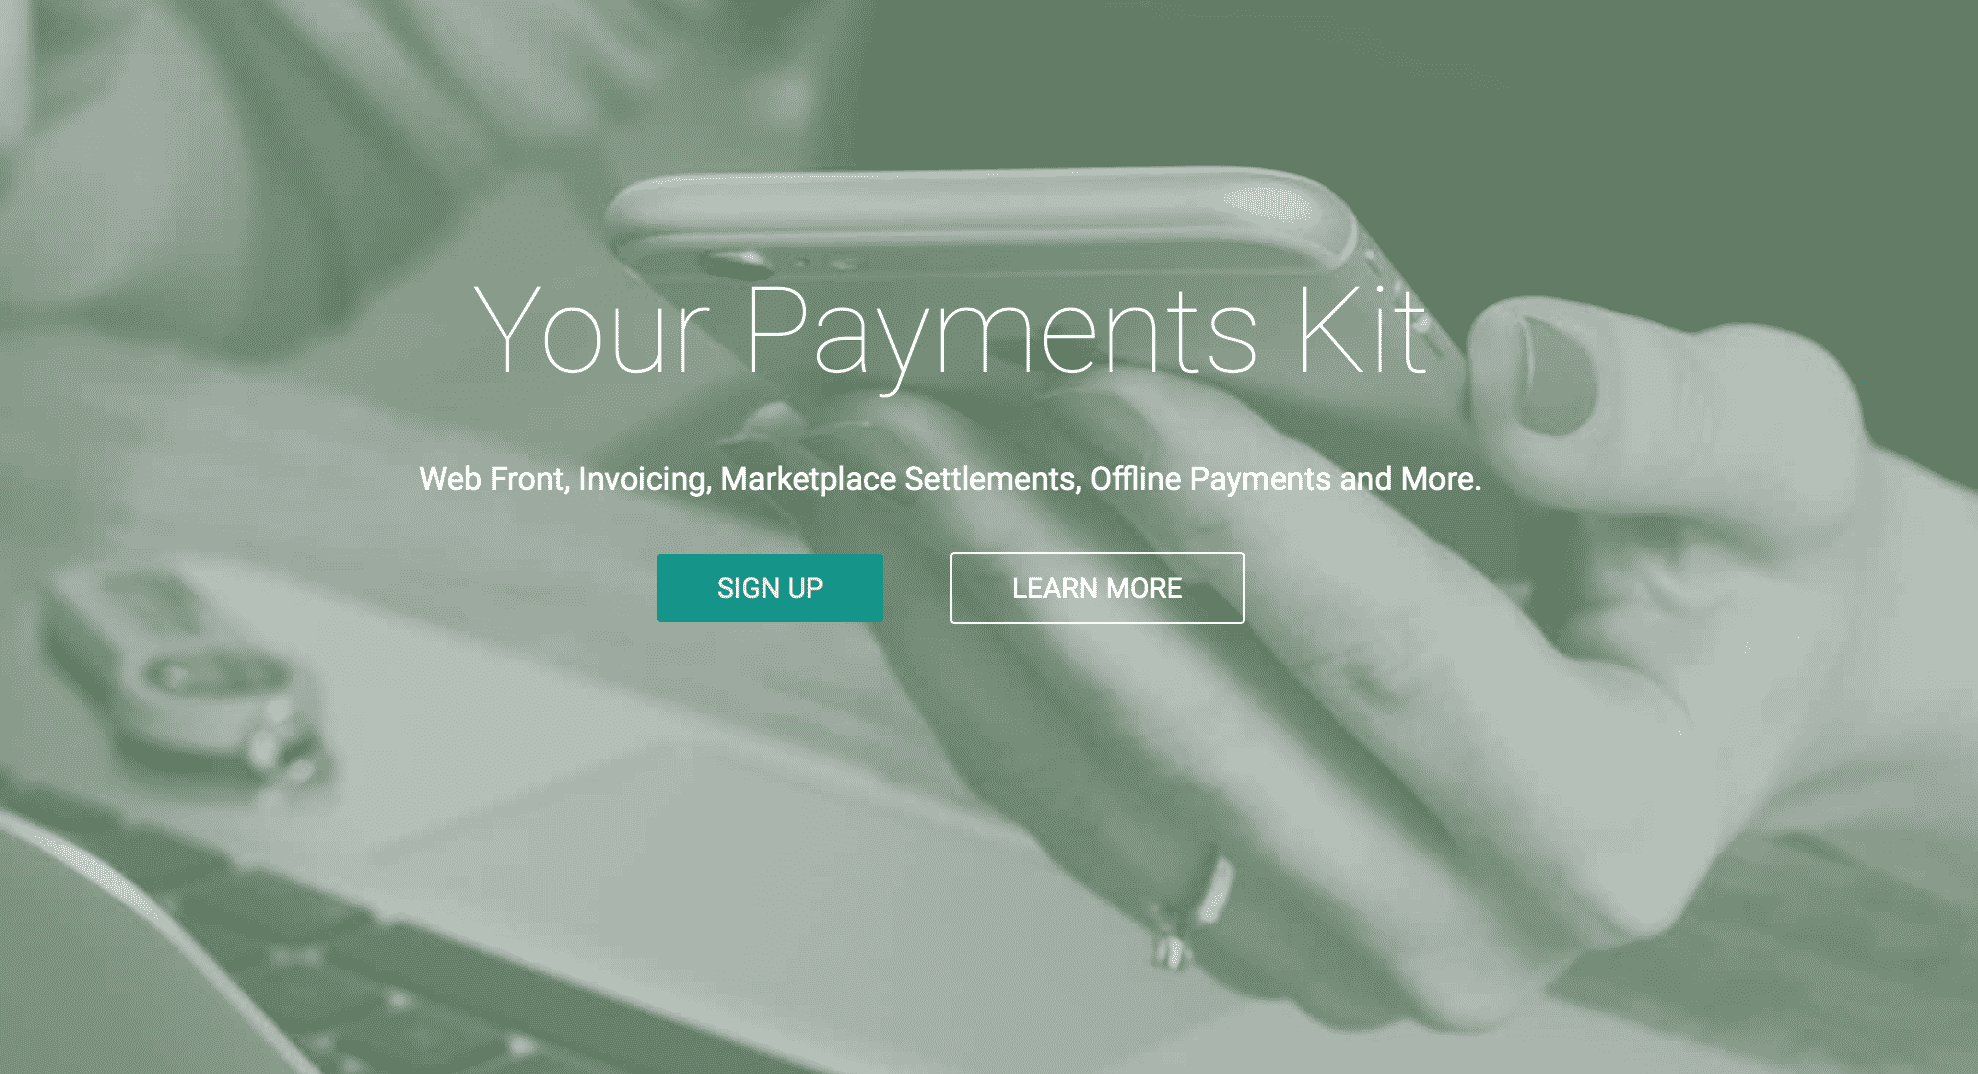 Your Payments Kit
Web Front, Invoicing, Marketplace Settlements, Offline Payments and More.
SIGN UP
LEARN MORE